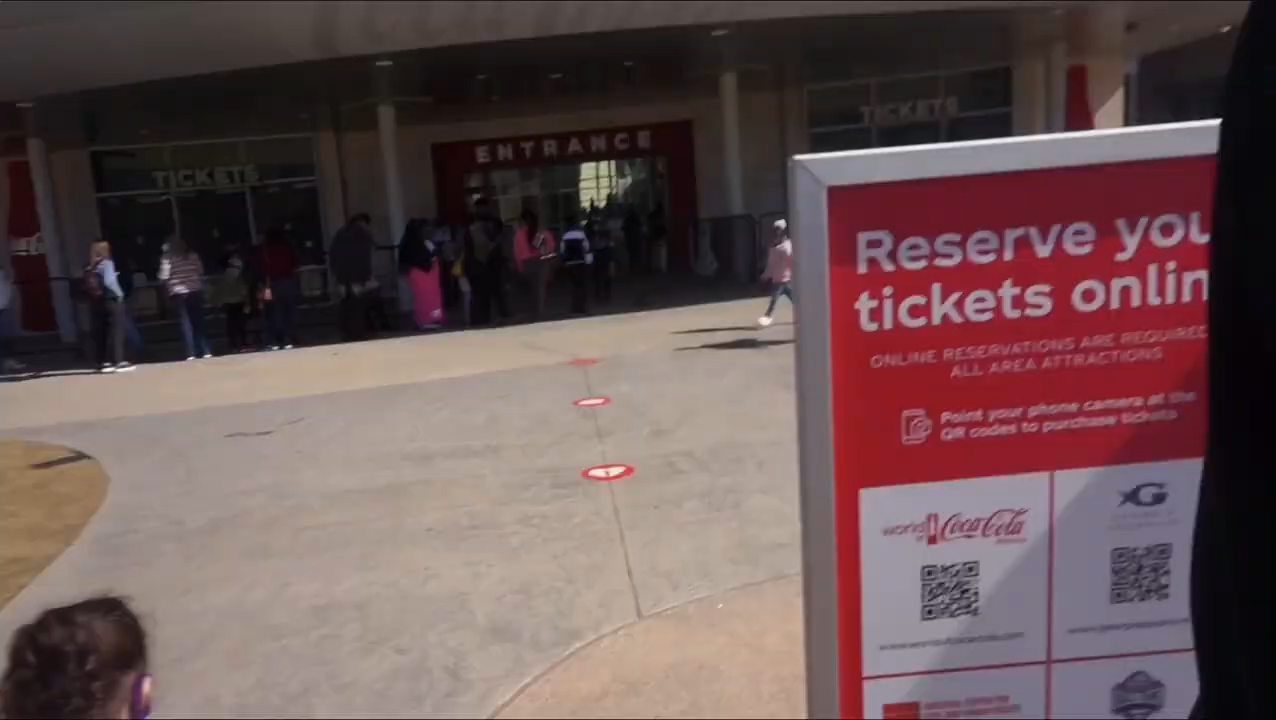 TICKETS
ENTRANCE
TICKETS
Reserve you
tickets onlin
ONLINE RESERVATIONS ARE REQUIRED
ALL AREA ATTRACTIONS
Point your phone camera at the
QR codes to purchase tickets
World of Coca-Cola
G